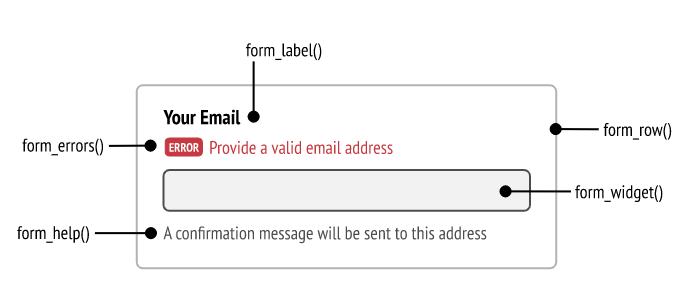 form_label()
Your Email
form_row()
form_errors()
ERROR Provide a valid email address
form_widget()
form_help()
A confirmation message will be sent to this address